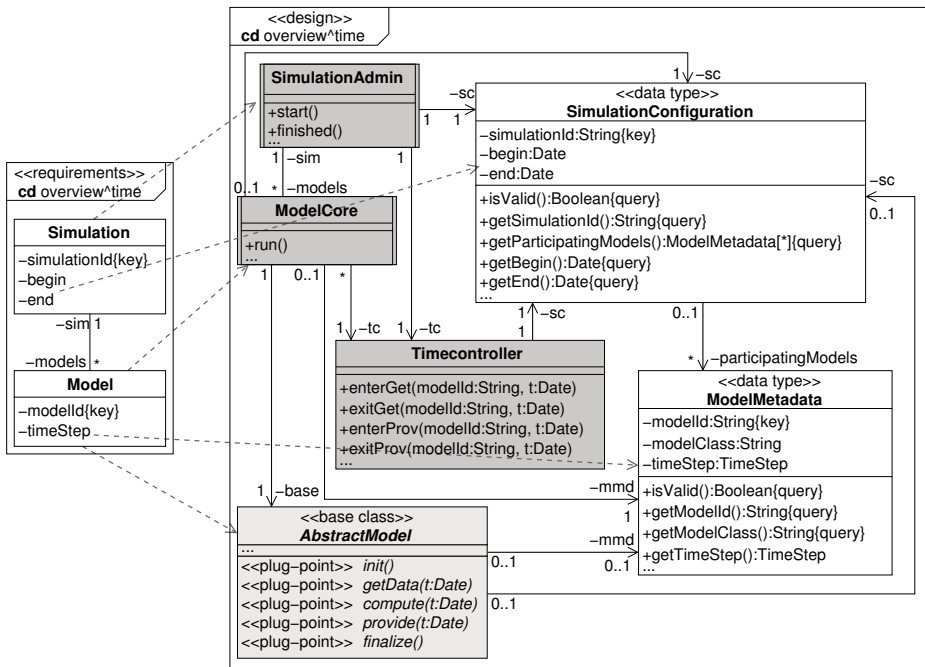 <<design>>
cd overview^time
SimulationAdmin
+start()
+finished()
...
1 −sc
−sc
1 1
<<data type>>
SimulationConfiguration
−simulationId:String{key}
−begin:Date
−end:Date
+isValid():Boolean{query}
+getSimulationId():String{query}
+getParticipatingModels():ModelMetadata[*]{query}
+getBegin():Date{query}
+getEnd():Date{query}
...
−sc
0..1
1 −sim
1
0..1 * −models
<<requirements>>
cd overview^time
Simulation
−simulationId{key}
−begin
−end
−sim 1
−models *
Model
−modelId{key}
−timeStep
ModelCore
+run()
...
1 0..1 *
1 −tc 1 −tc
1 −sc
1
0..1
* −participatingModels
Timecontroller
+enterGet(modelId:String, t:Date)
+exitGet(modelId:String, t:Date)
+enterProv(modelId:String, t:Date)
+exitProv(modelId:String, t:Date)
...
<<data type>>
ModelMetadata
−modelId:String{key}
−modelClass:String
−timeStep:TimeStep
+isValid():Boolean{query}
+getModelId():String{query}
+getModelClass():String{query}
+getTimeStep():TimeStep
...
1 −base
−mmd
1
<<base class>>
AbstractModel
...
<<plug−point>> init()
<<plug−point>> getData(t:Date)
<<plug−point>> compute(t:Date)
<<plug−point>> provide(t:Date)
<<plug−point>> finalize()
−mmd
0..1 0..1
0..1